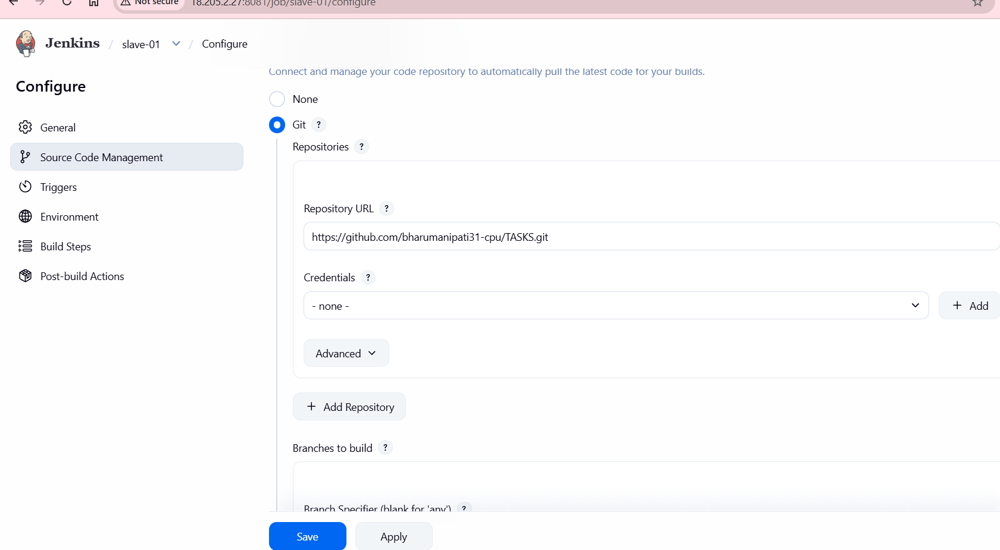 Not secure 18.205.2.27:8081/job/slave-01/configure
Jenkins / slave-01 / Configure
Connect and manage your code repository to automatically pull the latest code for your builds.
Configure
None
General
Git ?
Repositories ?
Source Code Management
Triggers
Repository URL ?
Environment
https://github.com/bharumanipati31-cpu/TASKS.git
Build Steps
Post-build Actions
Credentials ?
- none -
+ Add
Advanced
+ Add Repository
Branches to build ?
Branch Specifier (blank for 'any') ?
Save
Apply